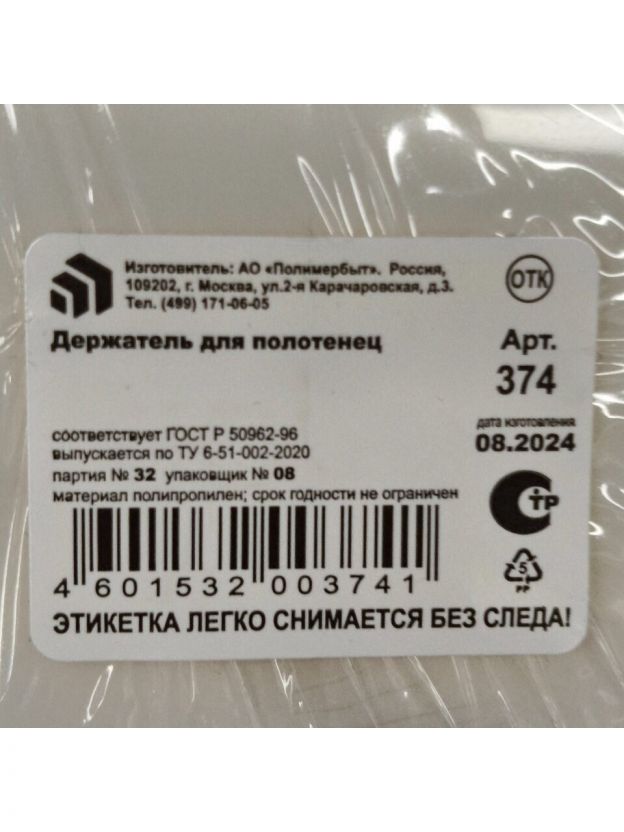 Изготовитель: АО «Полимербыт». Россия,
109202, г. Москва, ул.2-я Карачаровская, д.3.
Тел. (499) 171-06-05
ОТК
Держатель для полотенец
Арт.
374
дата изготовления
08.2024
соответствует ГОСТ Р 50962-96
выпускается по ТУ 6-51-002-2020
партия № 32 упаковщик № 08
материал полипропилен; срок годности не ограничен
СТР
5
PP
4 601532 003741
ЭТИКЕТКА ЛЕГКО СНИМАЕТСЯ БЕЗ СЛЕДА!